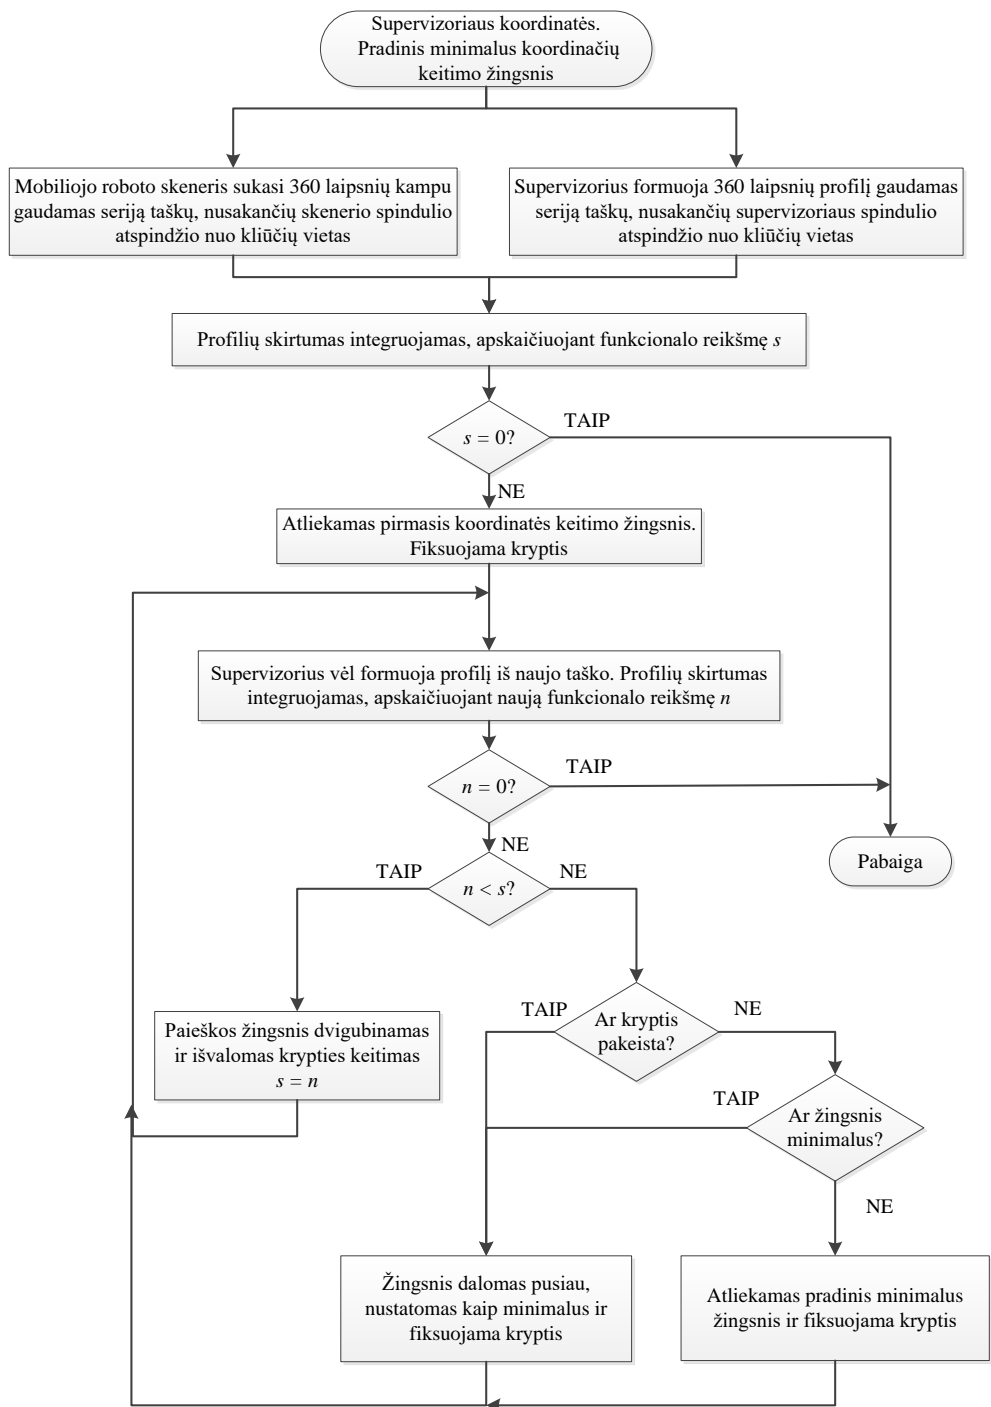 Supervizoriaus koordinatės.
Pradinis minimalus koordinačių
keitimo žingsnis
Mobiliojo roboto skeneris sukasi 360 laipsnių kampu
gaudamas seriją taškų, nusakančių skenerio spindulio
atspindžio nuo kliūčių vietas
Supervizorius formuoja 360 laipsnių profilį gaudamas
seriją taškų, nusakančių supervizoriaus spindulio
atspindžio nuo kliūčių vietas
Profilių skirtumas integruojamas, apskaičiuojant funkcionalo reikšmę s
s = 0?
TAIP
NE
Atliekamas pirmasis koordinatės keitimo žingsnis.
Fiksuojama kryptis
Supervizorius vėl formuoja profilį iš naujo taško. Profilių skirtumas
integruojamas, apskaičiuojant naują funkcionalo reikšmę n
n = 0?
TAIP
NE
Pabaiga
TAIP
n < s?
NE
Paieškos žingsnis dvigubinamas
ir išvalomas krypties keitimas
s = n
TAIP
Ar kryptis
pakeista?
NE
TAIP
Ar žingsnis
minimalus?
NE
Žingsnis dalomas pusiau,
nustatomas kaip minimalus ir
fiksuojama kryptis
Atliekamas pradinis minimalus
žingsnis ir fiksuojama kryptis